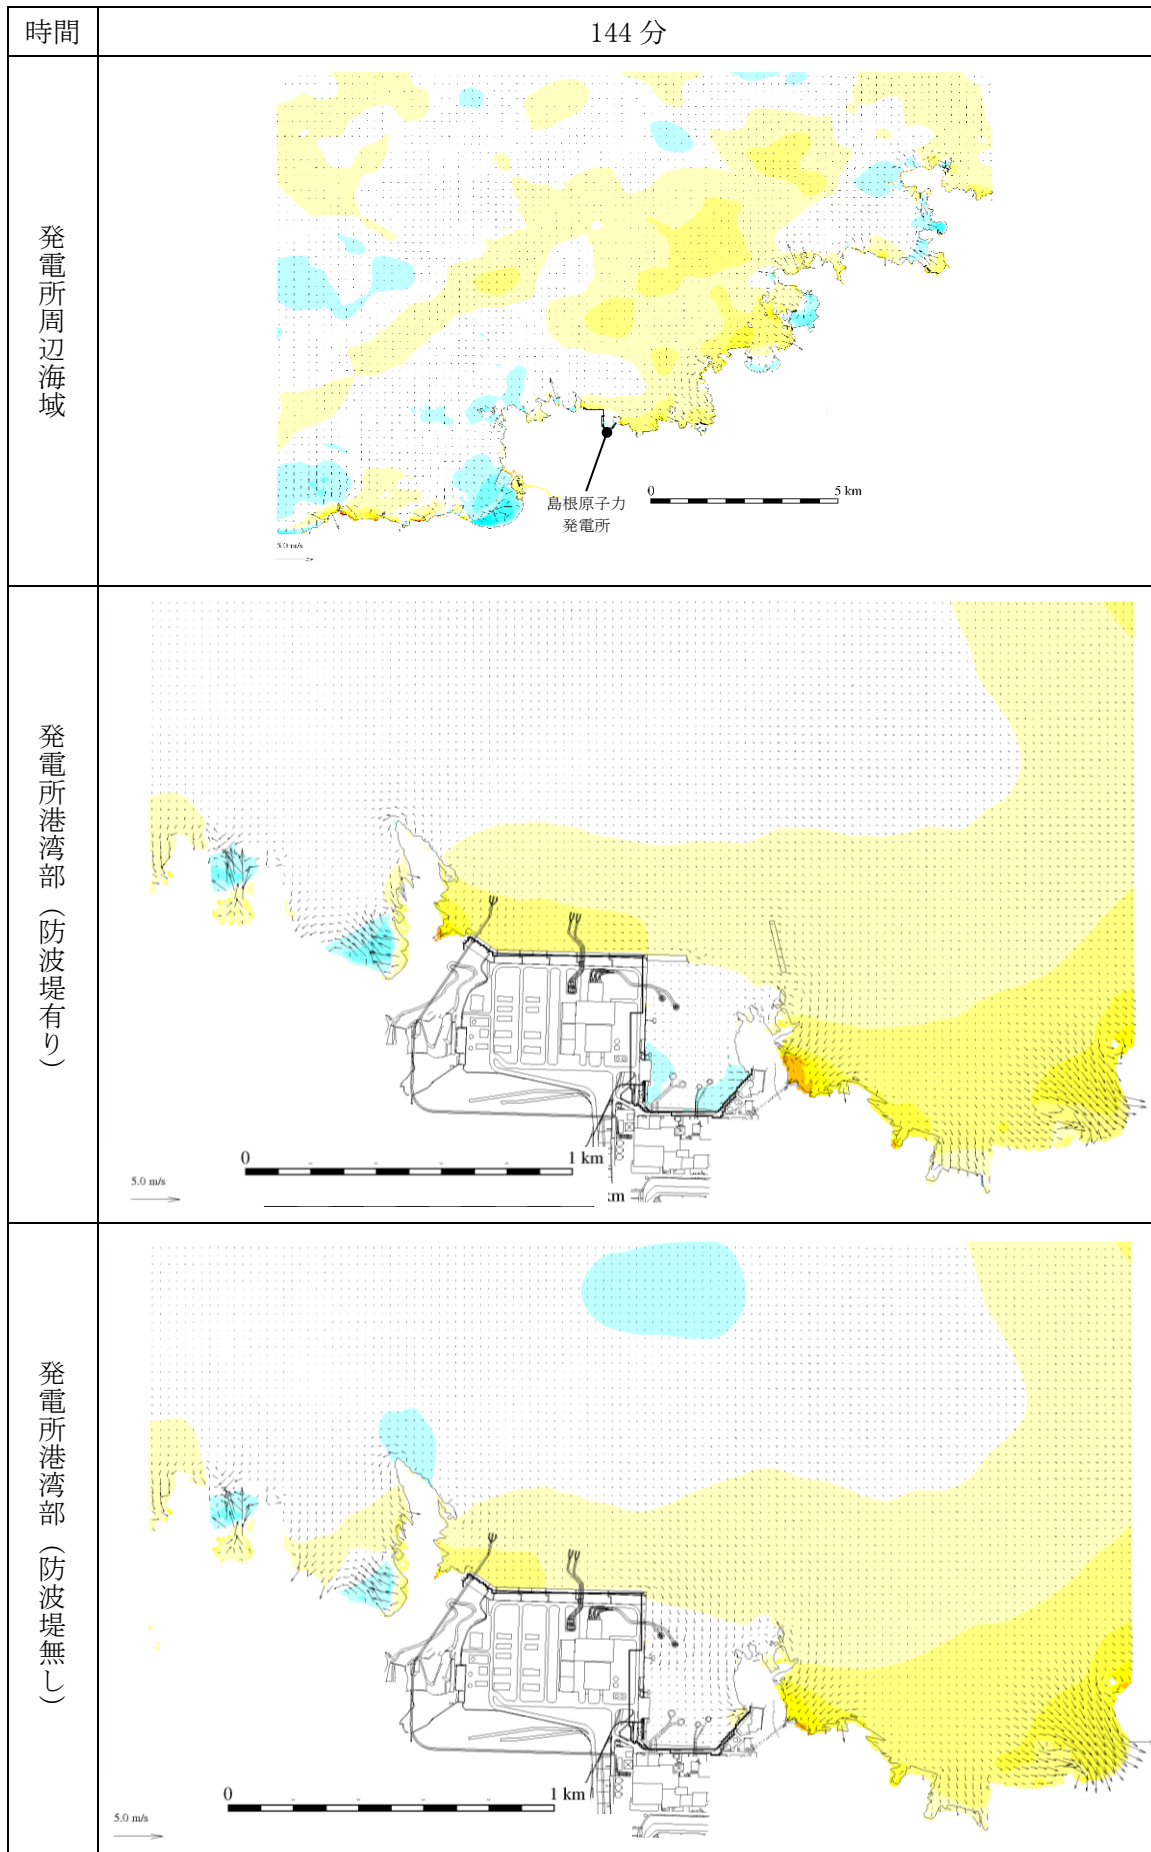 時間
144 分
発電所周辺海域
島根原子力
発電所
0
5 km
5.0 m/s
発電所港湾部（防波堤有り）
0
1 km
5.0 m/s
km
発電所港湾部（防波堤無し）
0
1 km
5.0 m/s